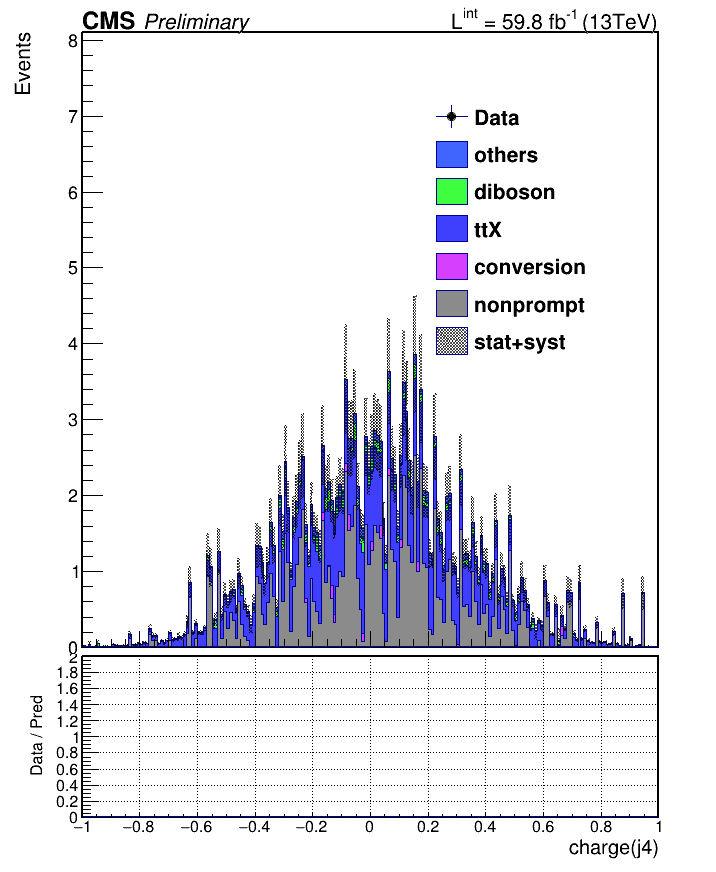 CMS Preliminary L^int = 59.8 fb^-1 (13TeV)
Events
8
7
6
5
4
3
2
1
0
Data
others
diboson
ttX
conversion
nonprompt
stat+syst
Data / Pred
2
1.8
1.6
1.4
1.2
1
0.8
0.6
0.4
0.2
0
−1 −0.8 −0.6 −0.4 −0.2 0 0.2 0.4 0.6 0.8 1
charge(j4)